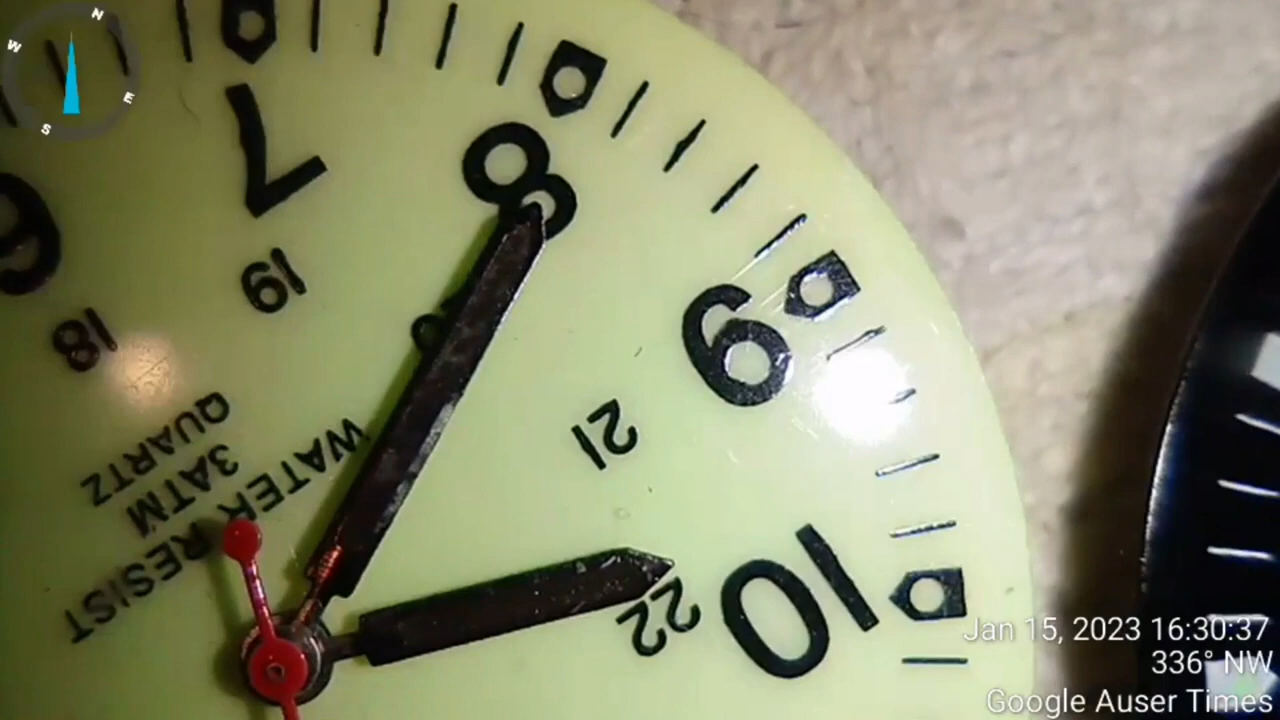 N
W
E
S
7
8
6
19
18
9
21
QUARTZ
3ATM
WATER RESIST
10
22
Jan 15, 2023 16:30:37
336° NW
Google Auser Times